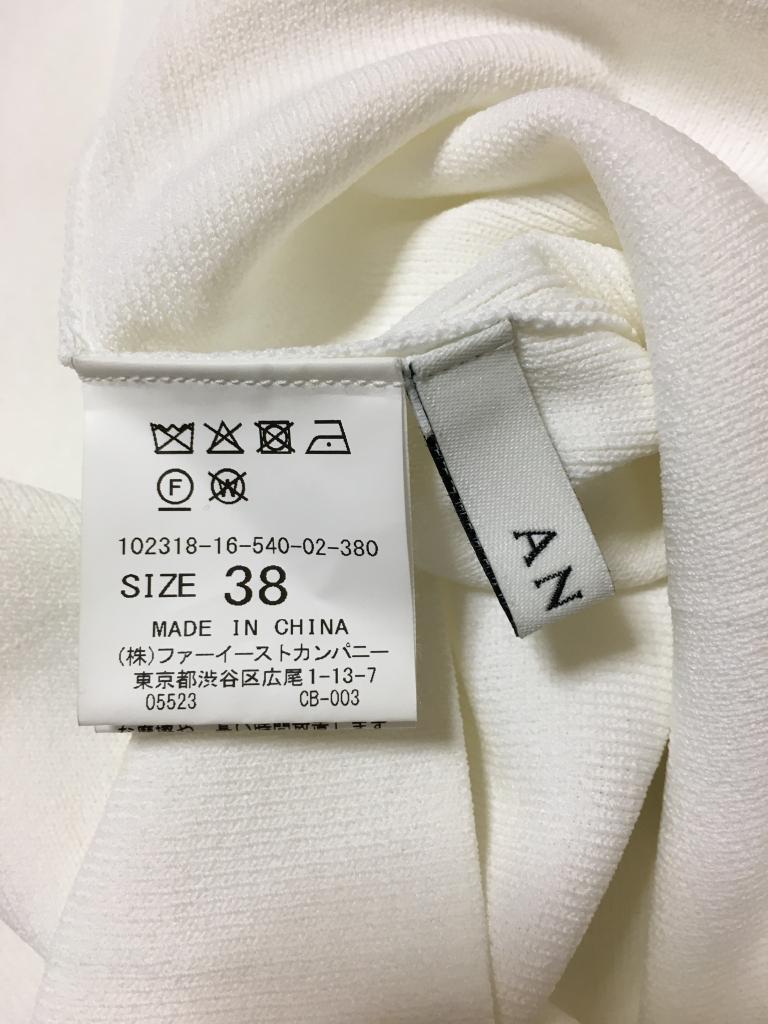 F
W
102318-16-540-02-380
SIZE 38
MADE IN CHINA
(株)ファーイーストカンパニー
東京都渋谷区広尾1-13-7
05523 CB-003
AN